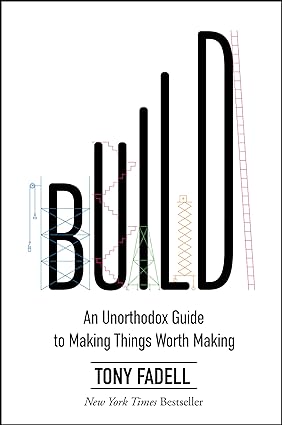 BUILD
An Unorthodox Guide
to Making Things Worth Making
TONY FADELL
New York Times Bestseller